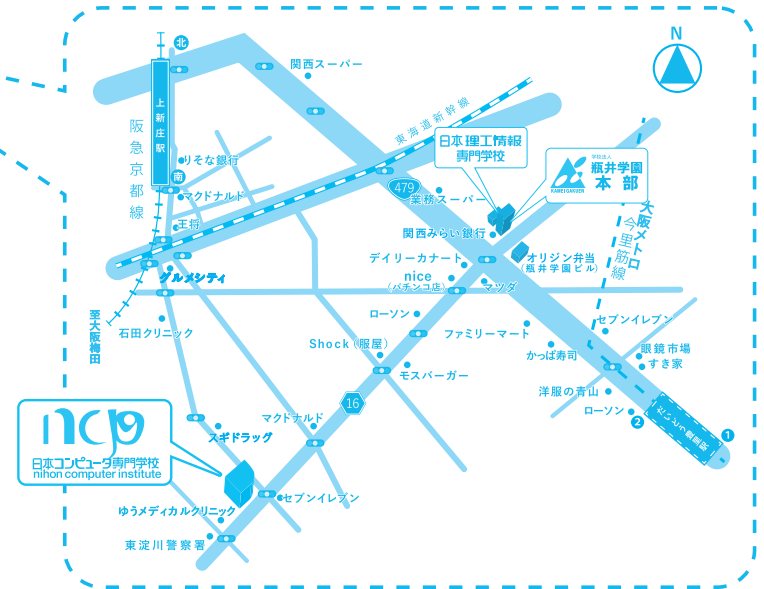 北
N
関西スーパー
上新庄駅
阪急京都線
東海道新幹線
日本理工情報
専門学校
学校法人
瓶井学園
本部
KAMEI GAKUEN
りそな銀行
南
479
マクドナルド
業務スーパー
王将
関西みらい銀行
大阪メトロ
今里筋線
デイリーカナート
オリジン弁当
(瓶井学園ビル)
グルメシティ
nice
(パチンコ店)
マツダ
至大阪梅田
石田クリニック
ローソン
ファミリーマート
セブンイレブン
Shock(服屋)
かっぱ寿司
眼鏡市場
すき家
モスバーガー
洋服の青山
16
ローソン
2
だいどう豊里駅
1
マクドナルド
スギドラッグ
ncp
日本コンピュータ専門学校
nihon computer institute
セブンイレブン
ゆうメディカルクリニック
東淀川警察署